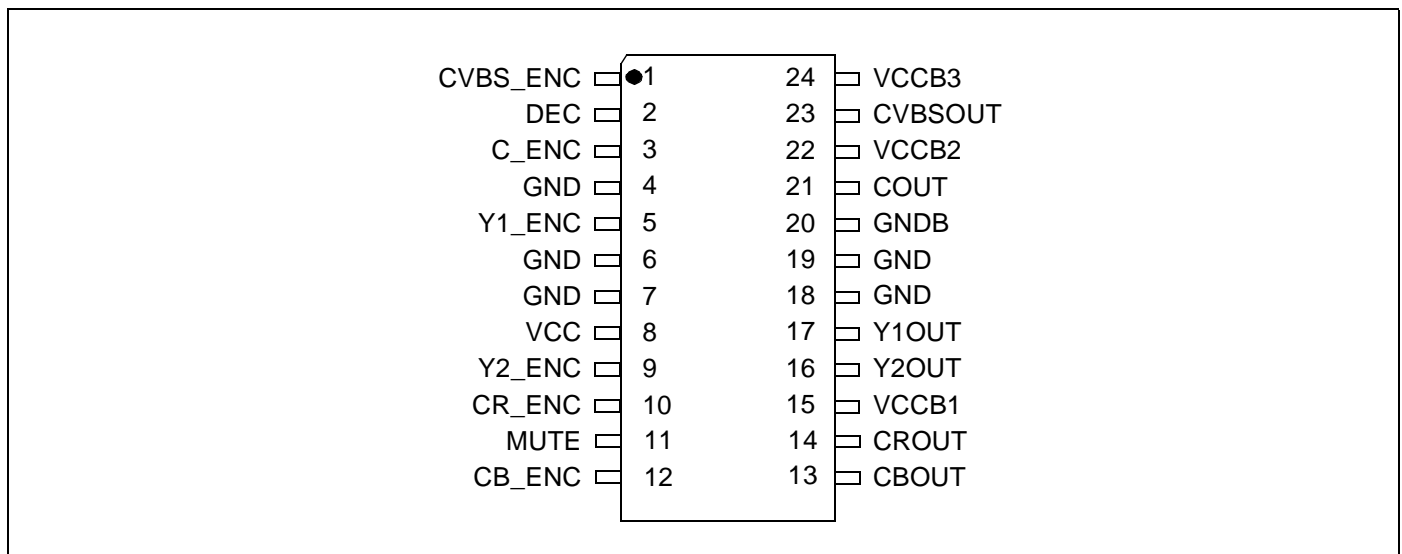 CVBS_ENC 1 24 VCCB3
DEC 2 23 CVBSOUT
C_ENC 3 22 VCCB2
GND 4 21 COUT
Y1_ENC 5 20 GNDB
GND 6 19 GND
GND 7 18 GND
VCC 8 17 Y1OUT
Y2_ENC 9 16 Y2OUT
CR_ENC 10 15 VCCB1
MUTE 11 14 CROUT
CB_ENC 12 13 CBOUT